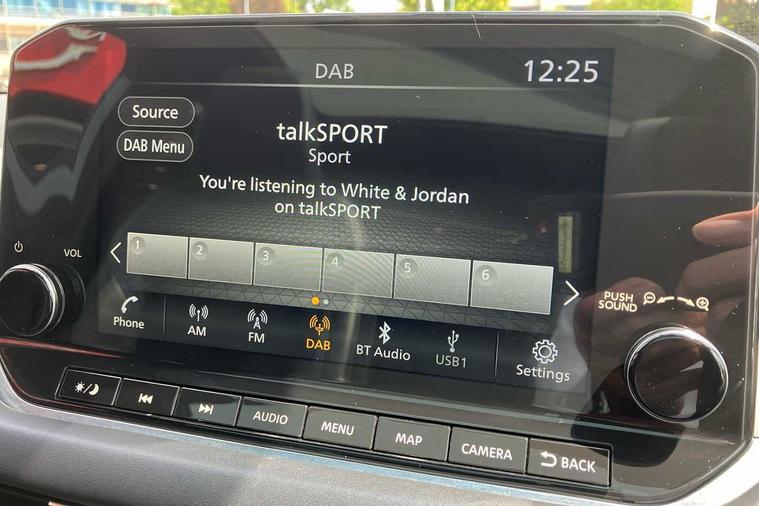 DAB
12:25
Source
DAB Menu
talkSPORT
Sport
You're listening to White & Jordan
on talkSPORT
1
2
3
4
5
6
VOL
PUSH
SOUND
Phone
AM
FM
DAB
BT Audio
USB1
Settings
AUDIO
MENU
MAP
CAMERA
BACK